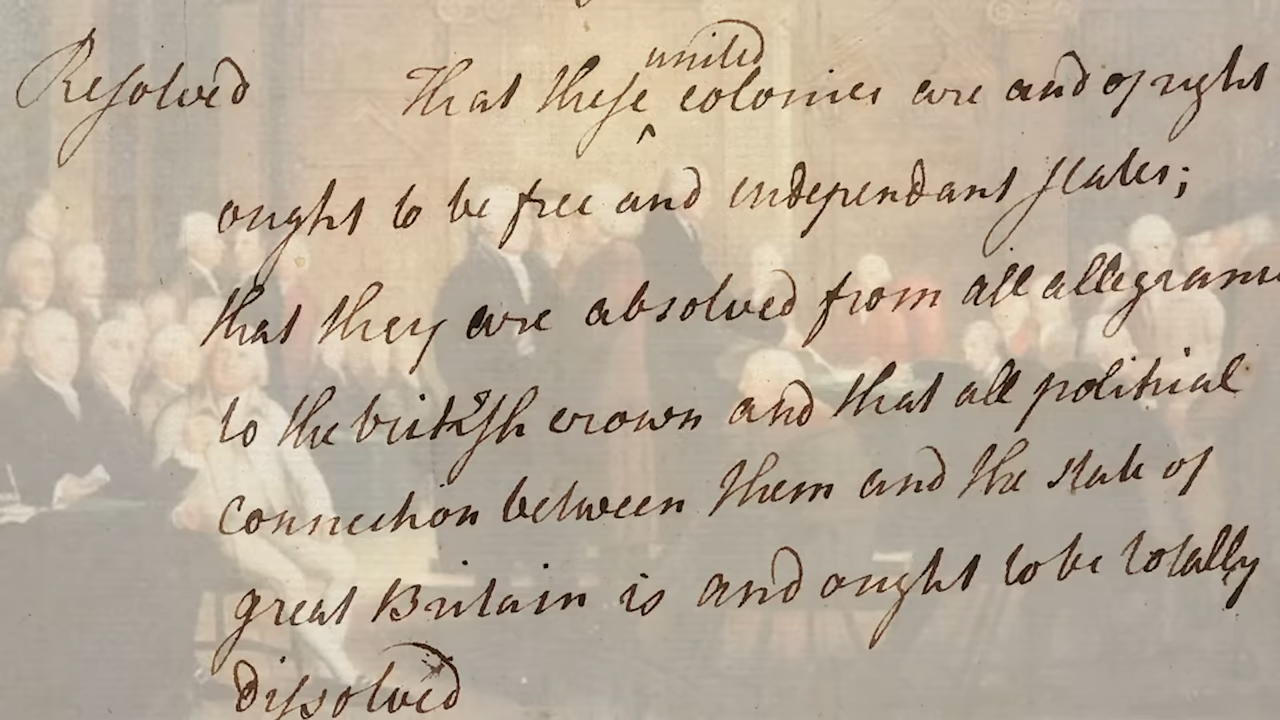 Resolved That these ^united colonies are and of right
ought to be free and independant states;
that they are absolved from all allegiance
to the british crown and that all political
connection between them and the state of
great Britain is and ought to be totally
dissolved